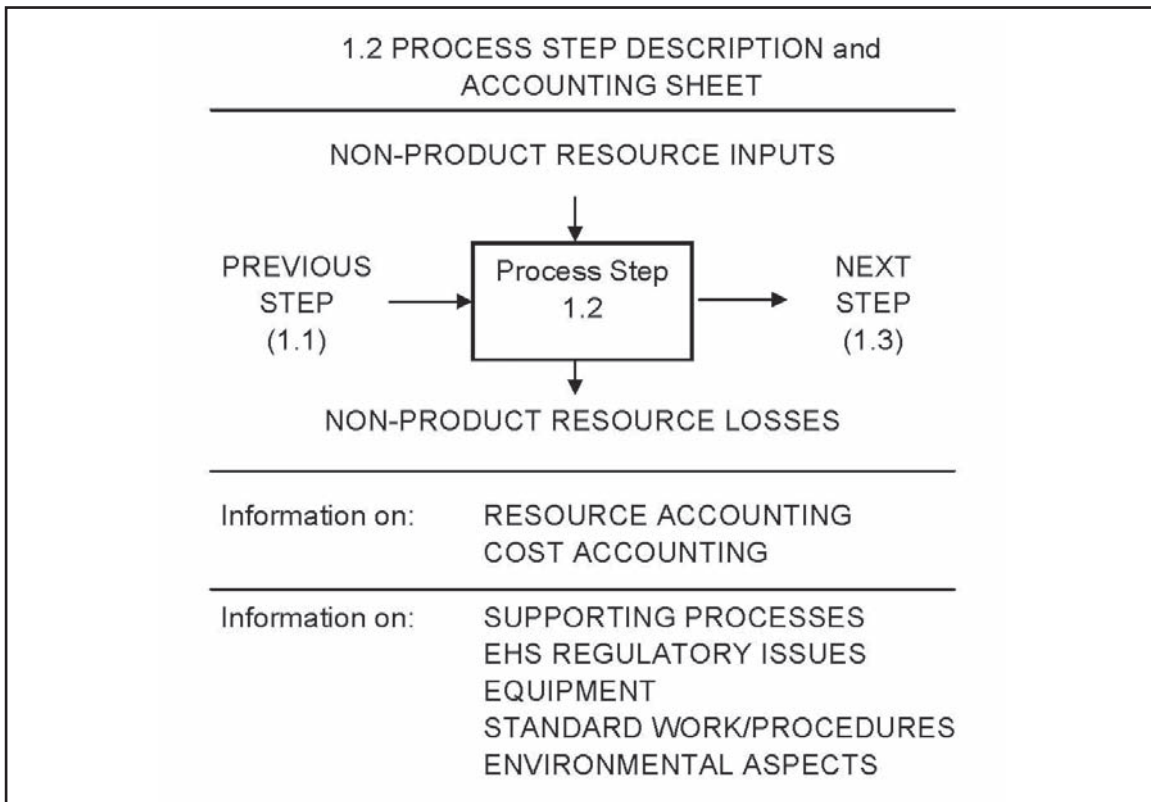 1.2 PROCESS STEP DESCRIPTION and
ACCOUNTING SHEET
NON-PRODUCT RESOURCE INPUTS
PREVIOUS
STEP
(1.1)
Process Step
1.2
NEXT
STEP
(1.3)
NON-PRODUCT RESOURCE LOSSES
Information on: RESOURCE ACCOUNTING
COST ACCOUNTING
Information on: SUPPORTING PROCESSES
EHS REGULATORY ISSUES
EQUIPMENT
STANDARD WORK/PROCEDURES
ENVIRONMENTAL ASPECTS